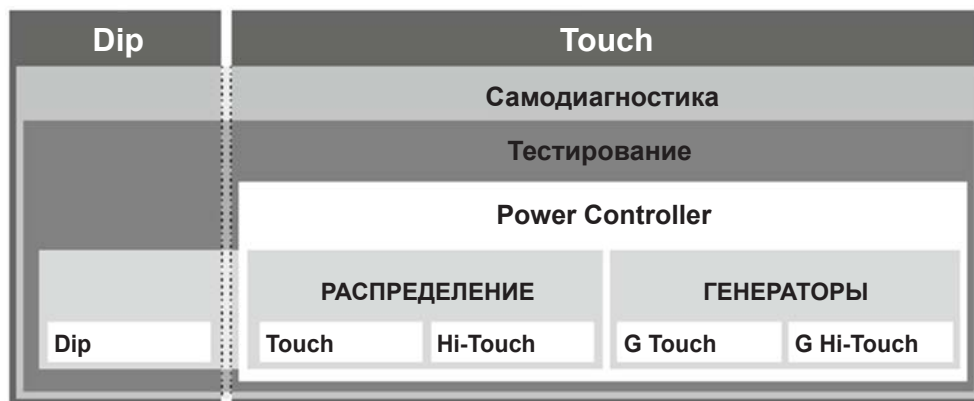 Dip Touch
Самодиагностика
Тестирование
Power Controller
РАСПРЕДЕЛЕНИЕ ГЕНЕРАТОРЫ
Dip Touch Hi-Touch G Touch G Hi-Touch